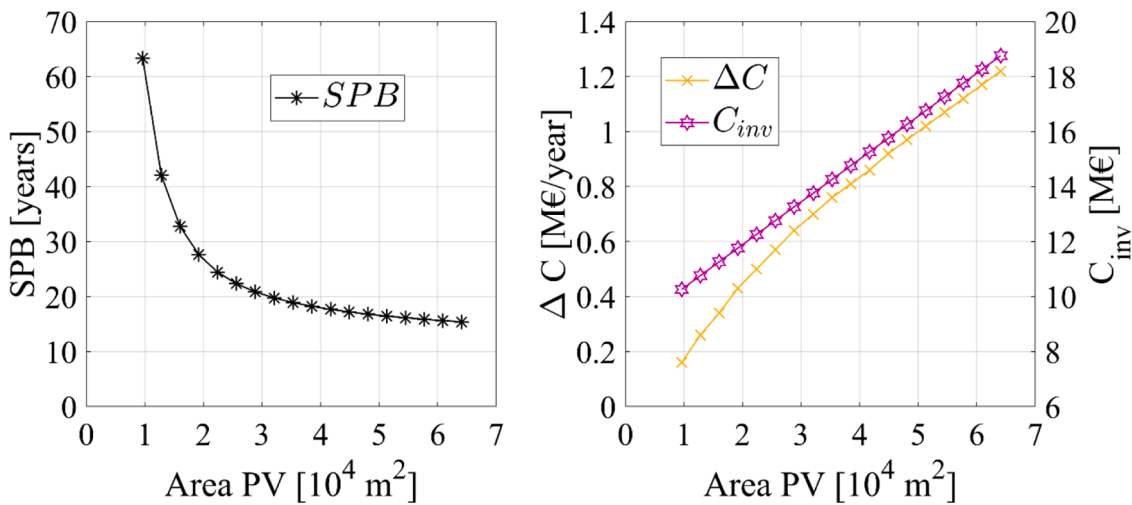 70
60
50
40
30
20
10
0
SPB [years]
SPB
0 1 2 3 4 5 6 7
Area PV [10⁴ m²]
1.4
1.2
1
0.8
0.6
0.4
0.2
0
Δ C [M€/year]
ΔC
C_inv
20
18
16
14
12
10
8
6
C_inv [M€]
0 1 2 3 4 5 6 7
Area PV [10⁴ m²]